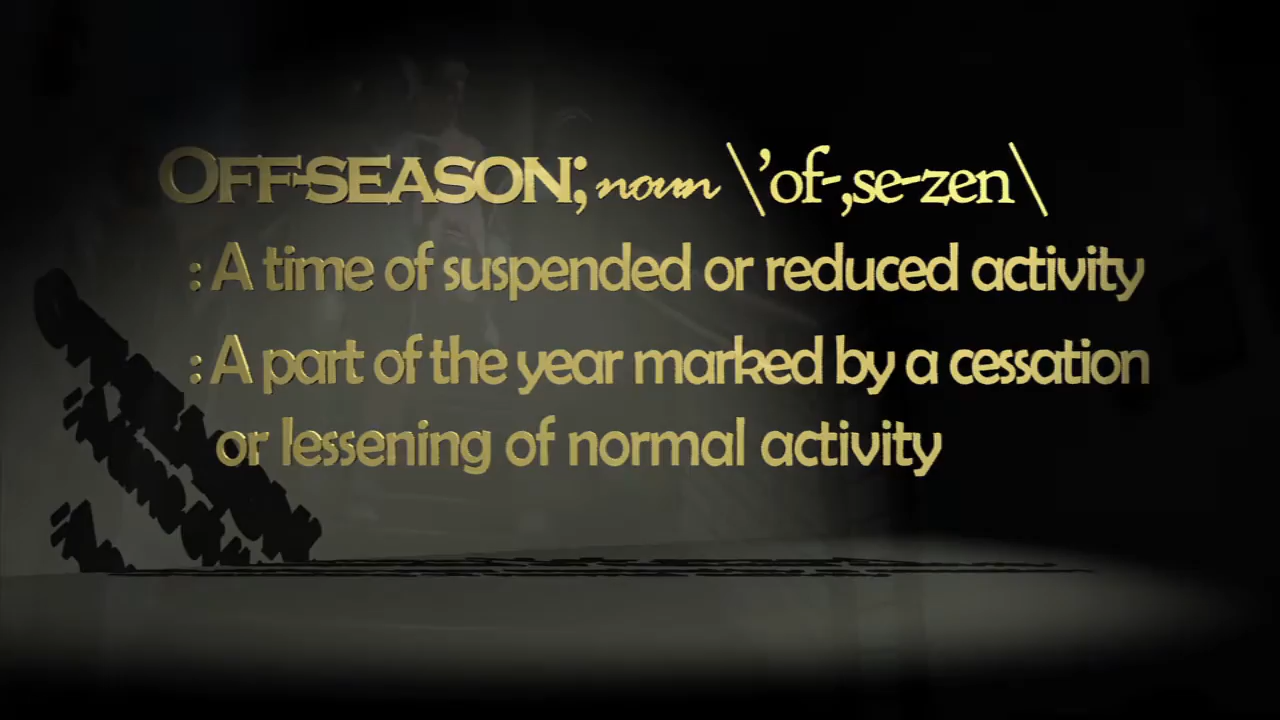 OFF-SEASON; noun \'of-,se-zen\
: A time of suspended or reduced activity
: A part of the year marked by a cessation
or lessening of normal activity